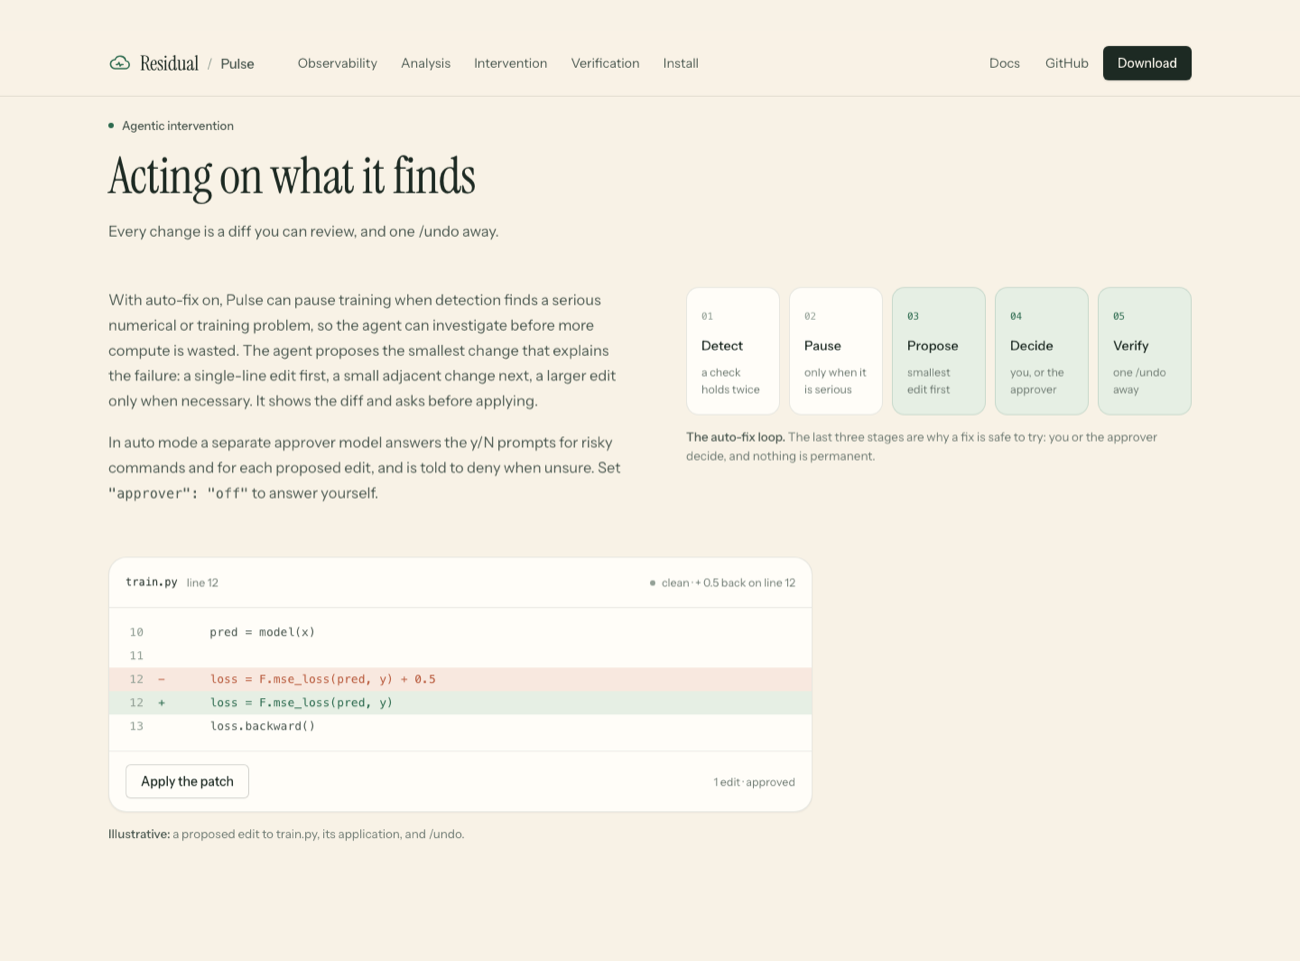 Residual / Pulse Observability Analysis Intervention Verification Install Docs GitHub Download
Agentic intervention
Acting on what it finds
Every change is a diff you can review, and one /undo away.
With auto-fix on, Pulse can pause training when detection finds a serious
numerical or training problem, so the agent can investigate before more
compute is wasted. The agent proposes the smallest change that explains
the failure: a single-line edit first, a small adjacent change next, a larger edit
only when necessary. It shows the diff and asks before applying.
In auto mode a separate approver model answers the y/N prompts for risky
commands and for each proposed edit, and is told to deny when unsure. Set
"approver": "off" to answer yourself.
01
Detect
a check
holds twice
02
Pause
only when it
is serious
03
Propose
smallest
edit first
04
Decide
you, or the
approver
05
Verify
one /undo
away
The auto-fix loop. The last three stages are why a fix is safe to try: you or the approver
decide, and nothing is permanent.
train.py line 12 clean · + 0.5 back on line 12
10 pred = model(x)
11
12 − loss = F.mse_loss(pred, y) + 0.5
12 + loss = F.mse_loss(pred, y)
13 loss.backward()
Apply the patch 1 edit · approved
Illustrative: a proposed edit to train.py, its application, and /undo.